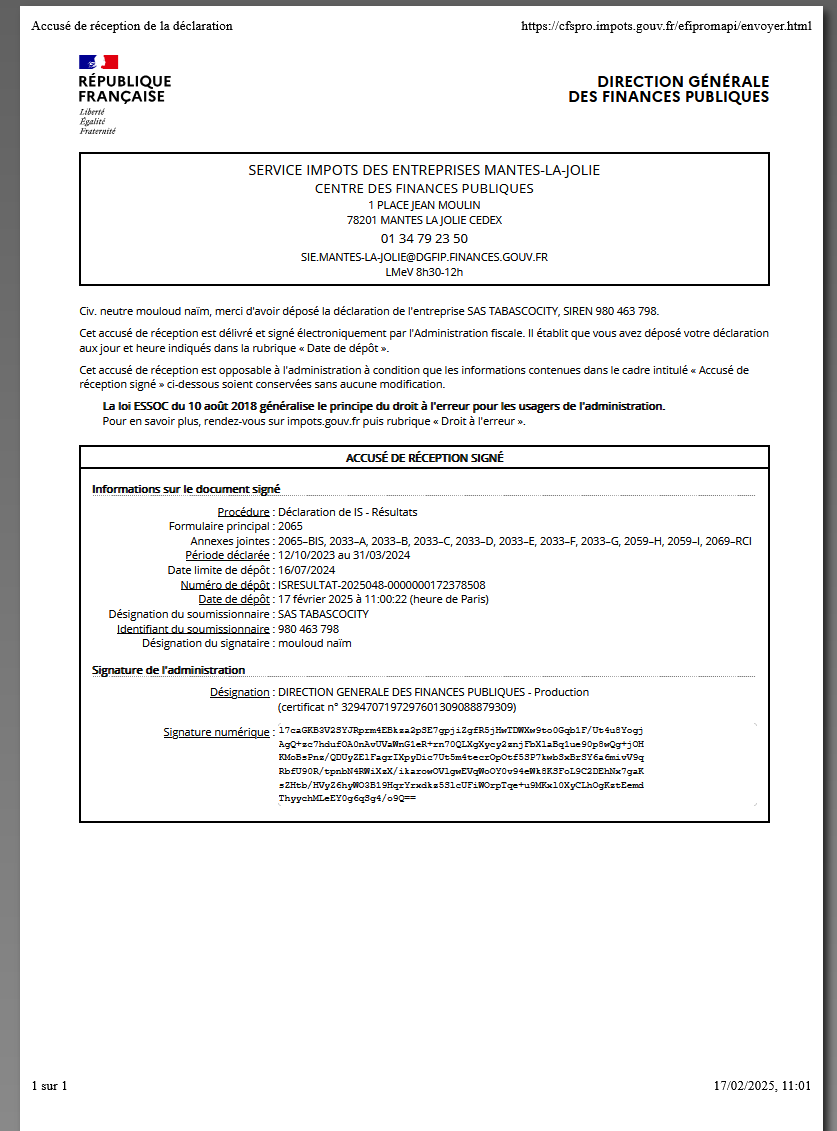 Accusé de réception de la déclaration
https://cfspro.impots.gouv.fr/efipromapi/envoyer.html
RÉPUBLIQUE
FRANÇAISE
Liberté
Égalité
Fraternité
DIRECTION GÉNÉRALE
DES FINANCES PUBLIQUES
SERVICE IMPOTS DES ENTREPRISES MANTES-LA-JOLIE
CENTRE DES FINANCES PUBLIQUES
1 PLACE JEAN MOULIN
78201 MANTES LA JOLIE CEDEX
01 34 79 23 50
SIE.MANTES-LA-JOLIE@DGFIP.FINANCES.GOUV.FR
LMeV 8h30-12h
Civ. neutre mouloud naïm, merci d'avoir déposé la déclaration de l'entreprise SAS TABASCOCITY, SIREN 980 463 798.
Cet accusé de réception est délivré et signé électroniquement par l'Administration fiscale. Il établit que vous avez déposé votre déclaration
aux jour et heure indiqués dans la rubrique « Date de dépôt ».
Cet accusé de réception est opposable à l'administration à condition que les informations contenues dans le cadre intitulé « Accusé de
réception signé » ci-dessous soient conservées sans aucune modification.
La loi ESSOC du 10 août 2018 généralise le principe du droit à l'erreur pour les usagers de l'administration.
Pour en savoir plus, rendez-vous sur impots.gouv.fr puis rubrique « Droit à l'erreur ».
ACCUSÉ DE RÉCEPTION SIGNÉ
Informations sur le document signé
Procédure : Déclaration de IS - Résultats
Formulaire principal : 2065
Annexes jointes : 2065–BIS, 2033–A, 2033–B, 2033–C, 2033–D, 2033–E, 2033–F, 2033–G, 2059–H, 2059–I, 2069–RCI
Période déclarée : 12/10/2023 au 31/03/2024
Date limite de dépôt : 16/07/2024
Numéro de dépôt : ISRESULTAT-2025048-0000000172378508
Date de dépôt : 17 février 2025 à 11:00:22 (heure de Paris)
Désignation du soumissionnaire : SAS TABASCOCITY
Identifiant du soumissionnaire : 980 463 798
Désignation du signataire : mouloud naïm
Signature de l'administration
Désignation : DIRECTION GENERALE DES FINANCES PUBLIQUES - Production
(certificat n° 3294707197297601309088879309)
Signature numérique :
1 sur 1
17/02/2025, 11:01